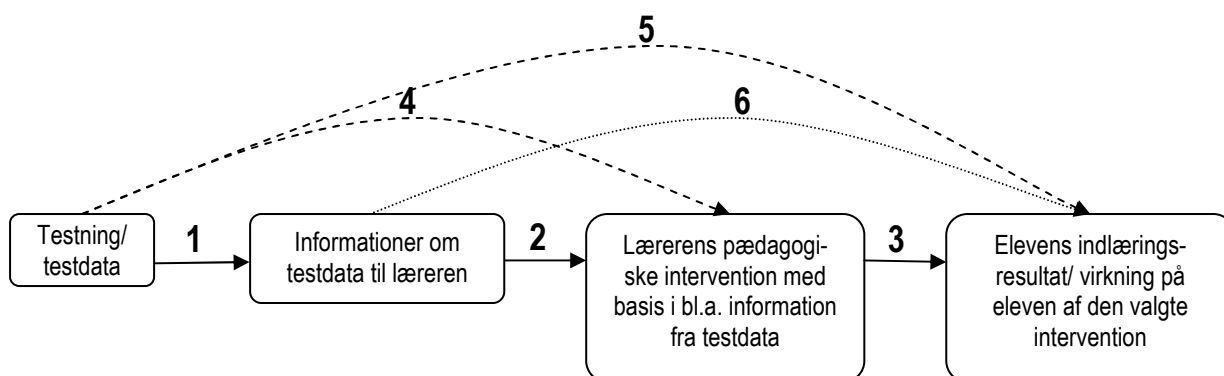 5
4
6
1
2
3
Testning/
testdata
Informationer om
testdata til læreren
Lærerens pædagogi-
ske intervention med
basis i bl.a. information
fra testdata
Elevens indlærings-
resultat/ virkning på
eleven af den valgte
intervention